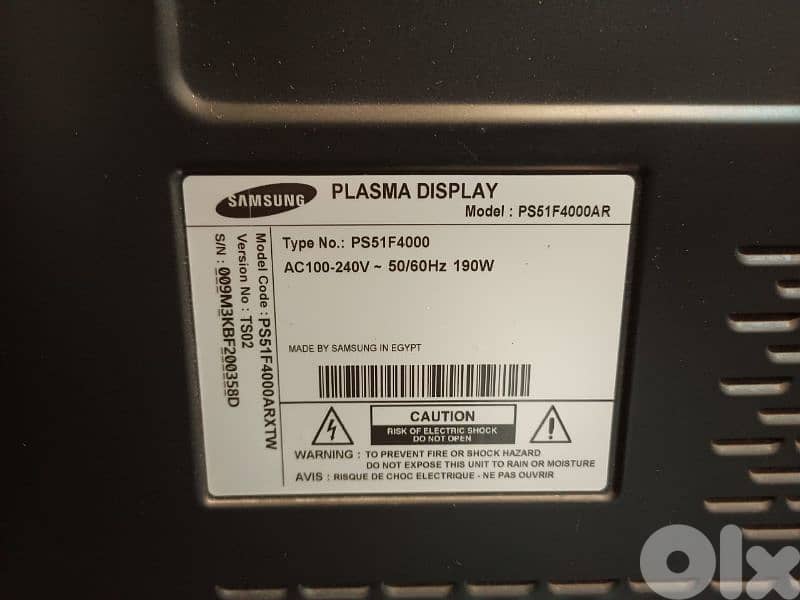 SAMSUNG
PLASMA DISPLAY
Model : PS51F4000AR
Type No.: PS51F4000
AC100-240V ~ 50/60Hz 190W
MADE BY SAMSUNG IN EGYPT
Model Code : PS51F4000ARXTW
Version No : TS02
S/N : 009M3KBF200358D
CAUTION
RISK OF ELECTRIC SHOCK
DO NOT OPEN
WARNING : TO PREVENT FIRE OR SHOCK HAZARD
DO NOT EXPOSE THIS UNIT TO RAIN OR MOISTURE
AVIS : RISQUE DE CHOC ELECTRIQUE - NE PAS OUVRIR
Olx